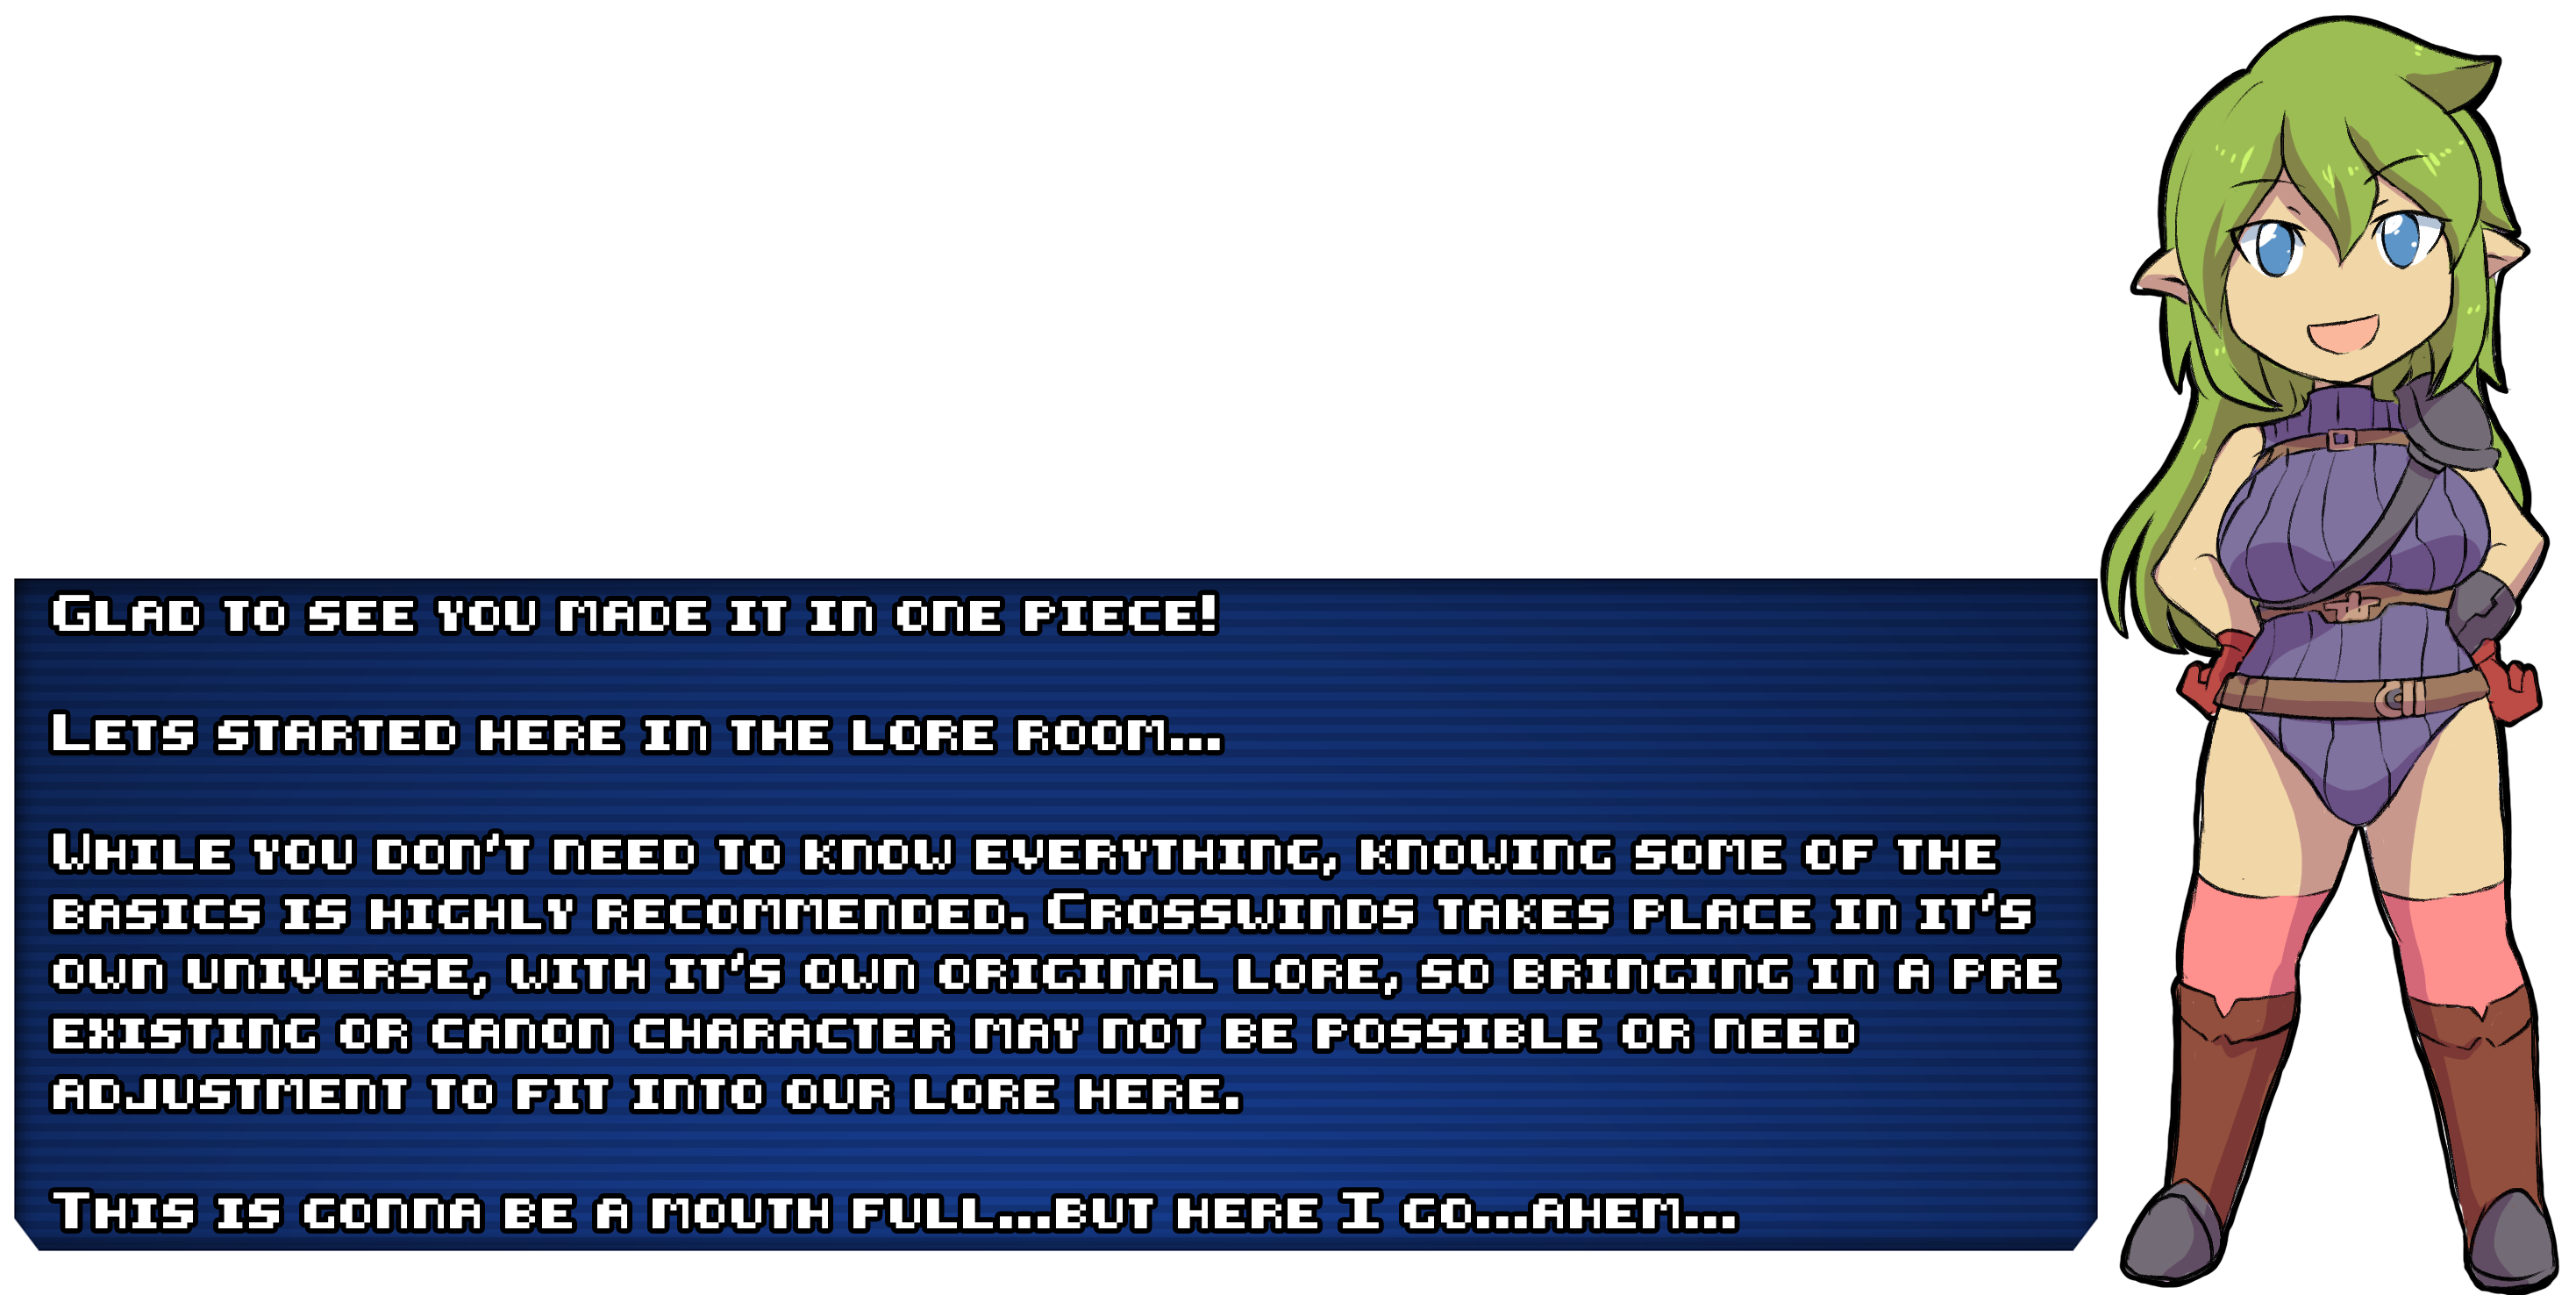 Glad to see you made it in one piece!
Lets started here in the lore room...
While you don't need to know everything, knowing some of the
basics is highly recommended. Crosswinds takes place in it's
own universe, with it's own original lore, so bringing in a pre
existing or canon character may not be possible or need
adjustment to fit into our lore here.
This is gonna be a mouth full...but here I go...ahem...